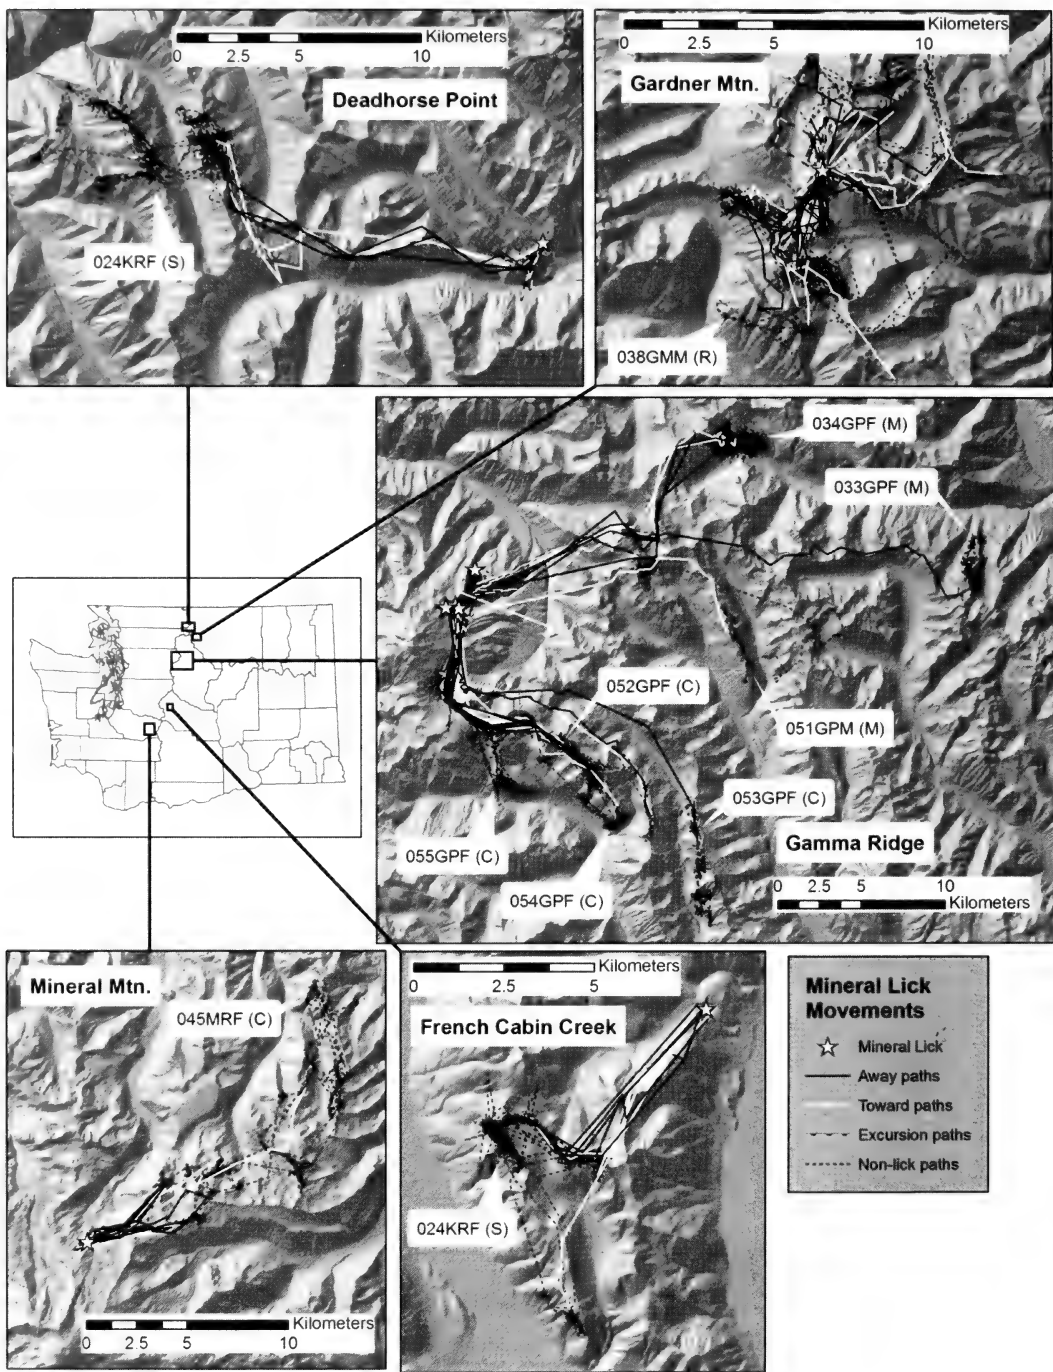 Kilometers
0 2.5 5 10
Deadhorse Point
024KRF (S)
Kilometers
0 2.5 5 10
Gardner Mtn.
038GMM (R)
034GPF (M)
033GPF (M)
052GPF (C)
051GPM (M)
053GPF (C)
055GPF (C)
054GPF (C)
Gamma Ridge
0 2.5 5 10
Kilometers
Mineral Mtn.
045MRF (C)
Kilometers
0 2.5 5 10
Kilometers
0 5
French Cabin Creek
024KRF (S)
Mineral Lick
Movements
Mineral Lick
Away paths
Toward paths
Excursion paths
Non-lick paths